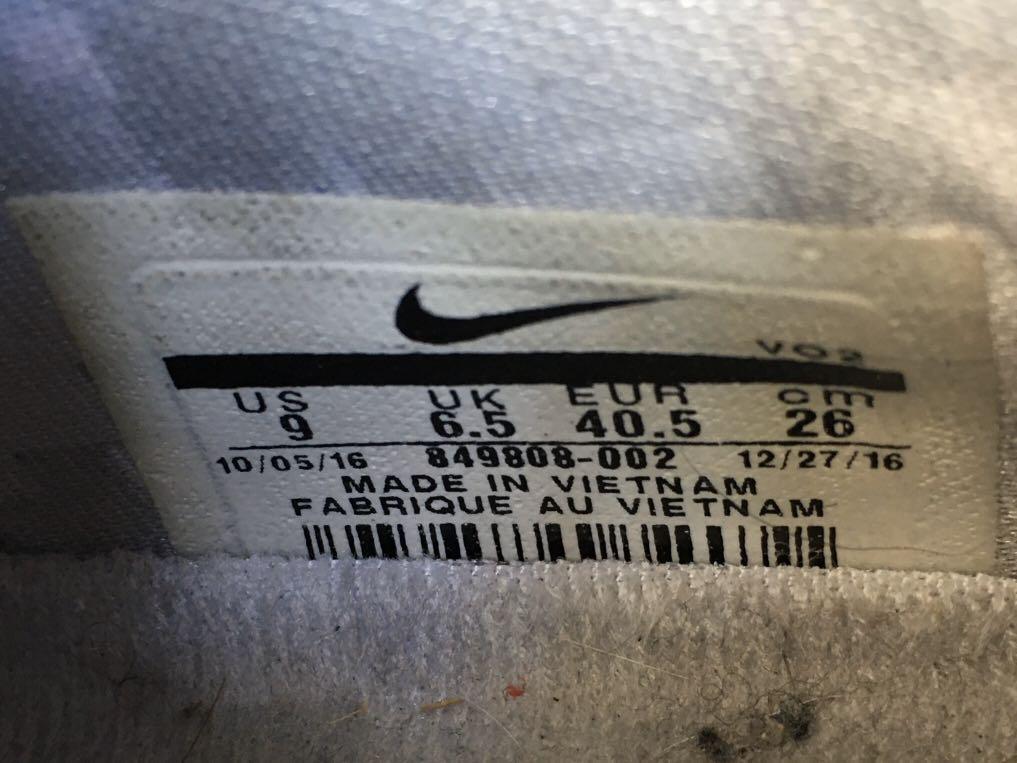 VO2
US UK EUR cm
9 6.5 40.5 26
10/05/16 849808-002 12/27/16
MADE IN VIETNAM
FABRIQUE AU VIETNAM